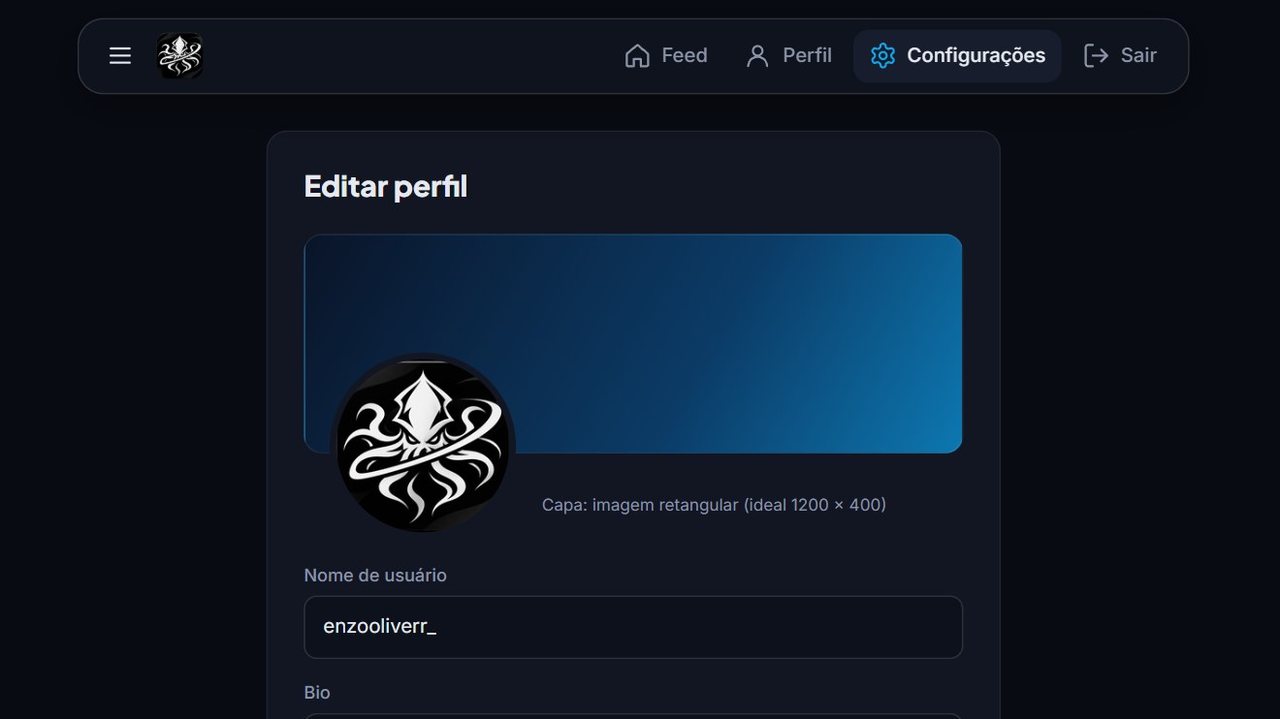 Feed Perfil Configurações Sair
Editar perfil
Capa: imagem retangular (ideal 1200 × 400)
Nome de usuário
enzooliverr_
Bio